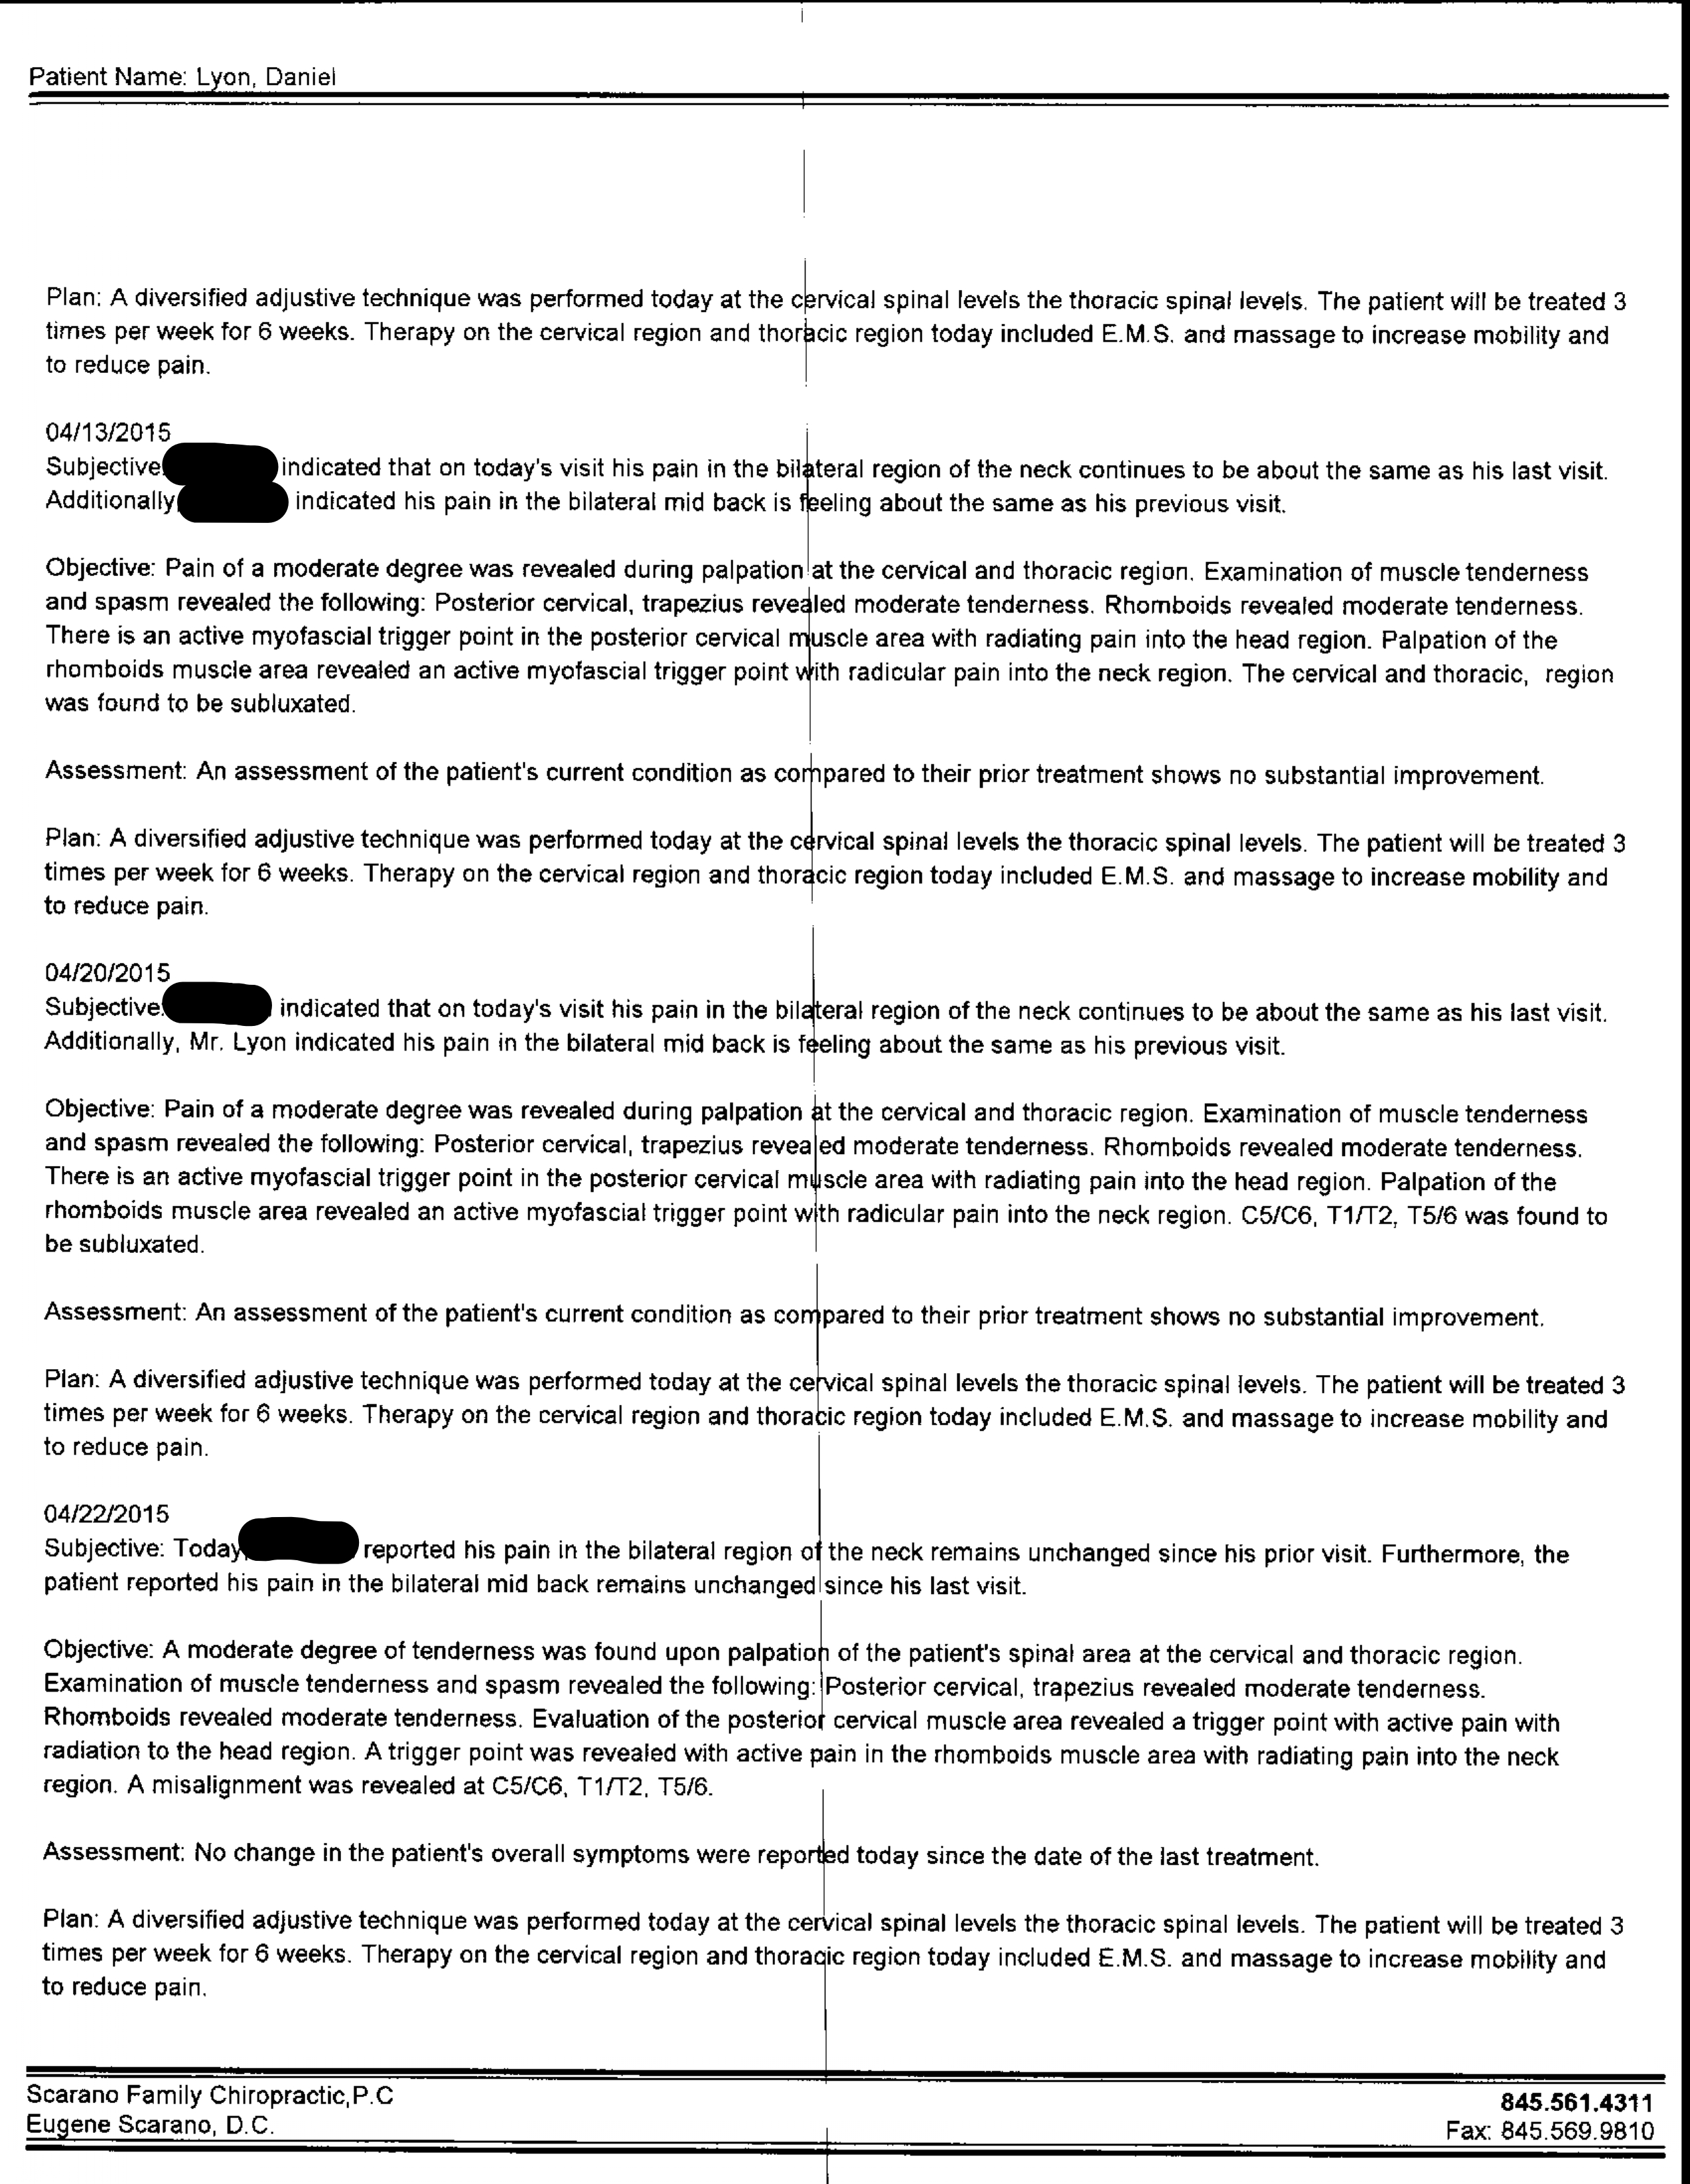 Patient Name: Lyon, Daniel
Plan: A diversified adjustive technique was performed today at the cervical spinal levels the thoracic spinal levels. The patient will be treated 3
times per week for 6 weeks. Therapy on the cervical region and thoracic region today included E.M.S. and massage to increase mobility and
to reduce pain.
04/13/2015
Subjective indicated that on today's visit his pain in the bilateral region of the neck continues to be about the same as his last visit.
Additionally indicated his pain in the bilateral mid back is feeling about the same as his previous visit.
Objective: Pain of a moderate degree was revealed during palpation at the cervical and thoracic region. Examination of muscle tenderness
and spasm revealed the following: Posterior cervical, trapezius revealed moderate tenderness. Rhomboids revealed moderate tenderness.
There is an active myofascial trigger point in the posterior cervical muscle area with radiating pain into the head region. Palpation of the
rhomboids muscle area revealed an active myofascial trigger point with radicular pain into the neck region. The cervical and thoracic, region
was found to be subluxated.
Assessment: An assessment of the patient's current condition as compared to their prior treatment shows no substantial improvement.
Plan: A diversified adjustive technique was performed today at the cervical spinal levels the thoracic spinal levels. The patient will be treated 3
times per week for 6 weeks. Therapy on the cervical region and thoracic region today included E.M.S. and massage to increase mobility and
to reduce pain.
04/20/2015
Subjective indicated that on today's visit his pain in the bilateral region of the neck continues to be about the same as his last visit.
Additionally, Mr. Lyon indicated his pain in the bilateral mid back is feeling about the same as his previous visit.
Objective: Pain of a moderate degree was revealed during palpation at the cervical and thoracic region. Examination of muscle tenderness
and spasm revealed the following: Posterior cervical, trapezius revealed moderate tenderness. Rhomboids revealed moderate tenderness.
There is an active myofascial trigger point in the posterior cervical muscle area with radiating pain into the head region. Palpation of the
rhomboids muscle area revealed an active myofascial trigger point with radicular pain into the neck region. C5/C6, T1/T2, T5/6 was found to
be subluxated.
Assessment: An assessment of the patient's current condition as compared to their prior treatment shows no substantial improvement.
Plan: A diversified adjustive technique was performed today at the cervical spinal levels the thoracic spinal levels. The patient will be treated 3
times per week for 6 weeks. Therapy on the cervical region and thoracic region today included E.M.S. and massage to increase mobility and
to reduce pain.
04/22/2015
Subjective: Today reported his pain in the bilateral region of the neck remains unchanged since his prior visit. Furthermore, the
patient reported his pain in the bilateral mid back remains unchanged since his last visit.
Objective: A moderate degree of tenderness was found upon palpation of the patient's spinal area at the cervical and thoracic region.
Examination of muscle tenderness and spasm revealed the following: Posterior cervical, trapezius revealed moderate tenderness.
Rhomboids revealed moderate tenderness. Evaluation of the posterior cervical muscle area revealed a trigger point with active pain with
radiation to the head region. A trigger point was revealed with active pain in the rhomboids muscle area with radiating pain into the neck
region. A misalignment was revealed at C5/C6, T1/T2, T5/6.
Assessment: No change in the patient's overall symptoms were reported today since the date of the last treatment.
Plan: A diversified adjustive technique was performed today at the cervical spinal levels the thoracic spinal levels. The patient will be treated 3
times per week for 6 weeks. Therapy on the cervical region and thoracic region today included E.M.S. and massage to increase mobility and
to reduce pain.
Scarano Family Chiropractic,P.C 845.561.4311
Eugene Scarano, D.C. Fax: 845.569.9810